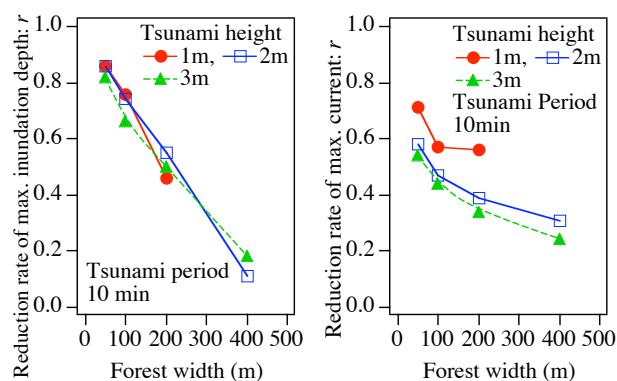 Reduction rate of max. inundation depth: r
1.0
0.8
0.6
0.4
0.2
0.0
Tsunami height
1m, 2m
3m
Tsunami period
10 min
0 100 200 300 400 500
Forest width (m)
Reduction rate of max. current: r
1.0
0.8
0.6
0.4
0.2
0.0
Tsunami height
1m, 2m
3m
Tsunami Period
10min
0 100 200 300 400 500
Forest width (m)